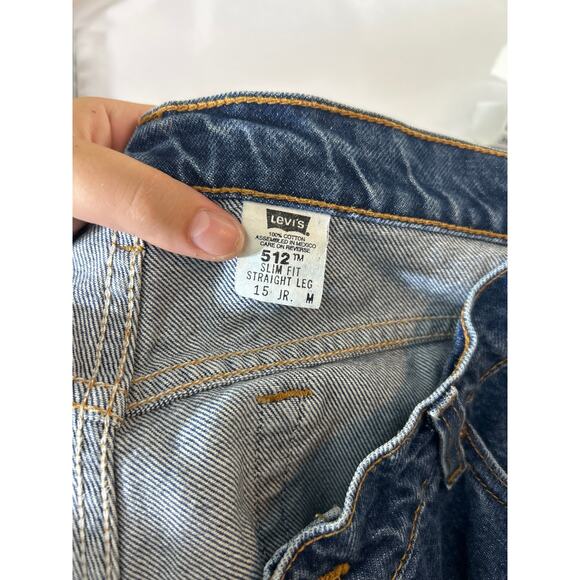 LEVI'S ®
100% COTTON
ASSEMBLED IN MEXICO
CARE ON REVERSE
512™
SLIM FIT
STRAIGHT LEG
15 JR. M